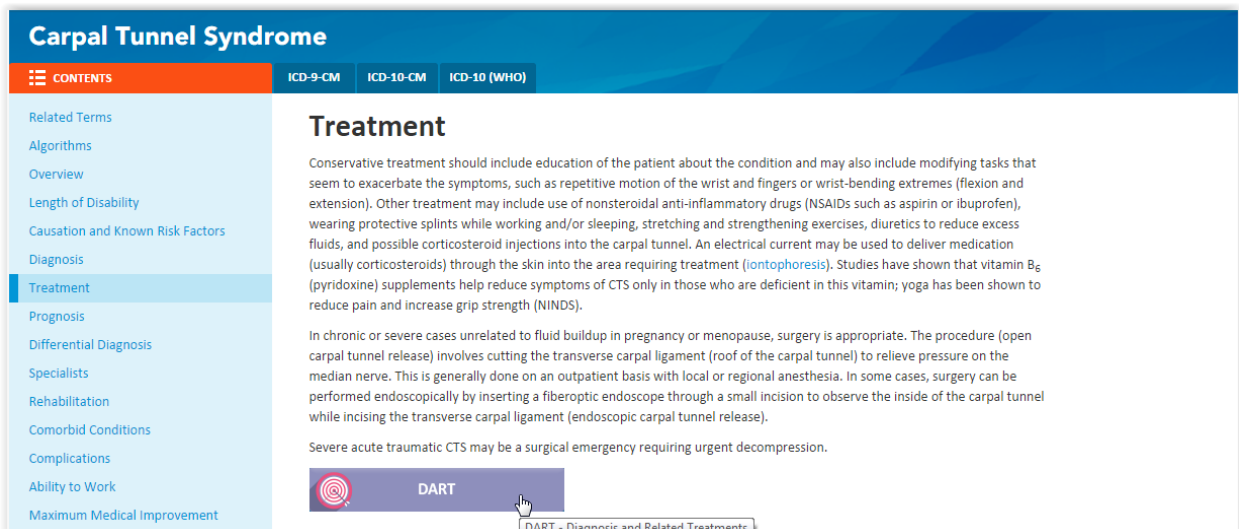 Carpal Tunnel Syndrome
CONTENTS
ICD-9-CM
ICD-10-CM
ICD-10 (WHO)
Related Terms
Algorithms
Overview
Length of Disability
Causation and Known Risk Factors
Diagnosis
Treatment
Prognosis
Differential Diagnosis
Specialists
Rehabilitation
Comorbid Conditions
Complications
Ability to Work
Maximum Medical Improvement
Treatment
Conservative treatment should include education of the patient about the condition and may also include modifying tasks that
seem to exacerbate the symptoms, such as repetitive motion of the wrist and fingers or wrist-bending extremes (flexion and
extension). Other treatment may include use of nonsteroidal anti-inflammatory drugs (NSAIDs such as aspirin or ibuprofen),
wearing protective splints while working and/or sleeping, stretching and strengthening exercises, diuretics to reduce excess
fluids, and possible corticosteroid injections into the carpal tunnel. An electrical current may be used to deliver medication
(usually corticosteroids) through the skin into the area requiring treatment (iontophoresis). Studies have shown that vitamin B6
(pyridoxine) supplements help reduce symptoms of CTS only in those who are deficient in this vitamin; yoga has been shown to
reduce pain and increase grip strength (NINDS).
In chronic or severe cases unrelated to fluid buildup in pregnancy or menopause, surgery is appropriate. The procedure (open
carpal tunnel release) involves cutting the transverse carpal ligament (roof of the carpal tunnel) to relieve pressure on the
median nerve. This is generally done on an outpatient basis with local or regional anesthesia. In some cases, surgery can be
performed endoscopically by inserting a fiberoptic endoscope through a small incision to observe the inside of the carpal tunnel
while incising the transverse carpal ligament (endoscopic carpal tunnel release).
Severe acute traumatic CTS may be a surgical emergency requiring urgent decompression.
DART
DART - Diagnosis and Related Treatments